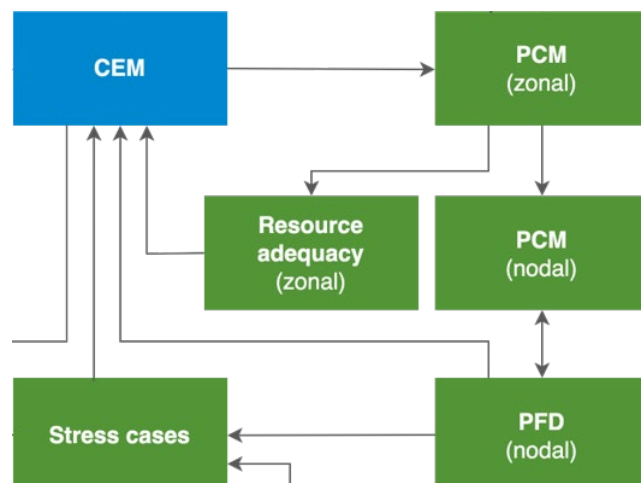 CEM
PCM
(zonal)
Resource
adequacy
(zonal)
PCM
(nodal)
Stress cases
PFD
(nodal)